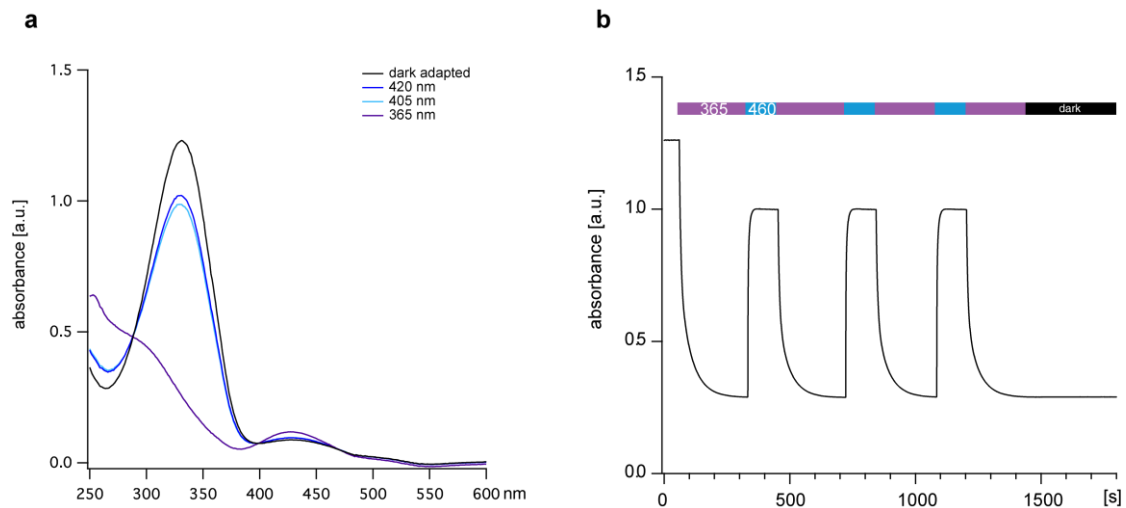 a
1.5
1.0
0.5
0.0
absorbance [a.u.]
dark adapted
420 nm
405 nm
365 nm
250 300 350 400 450 500 550 600 nm
b
15
10
05
00
absorbance [a.u.]
365 460 dark
0 500 1000 1500 [s]